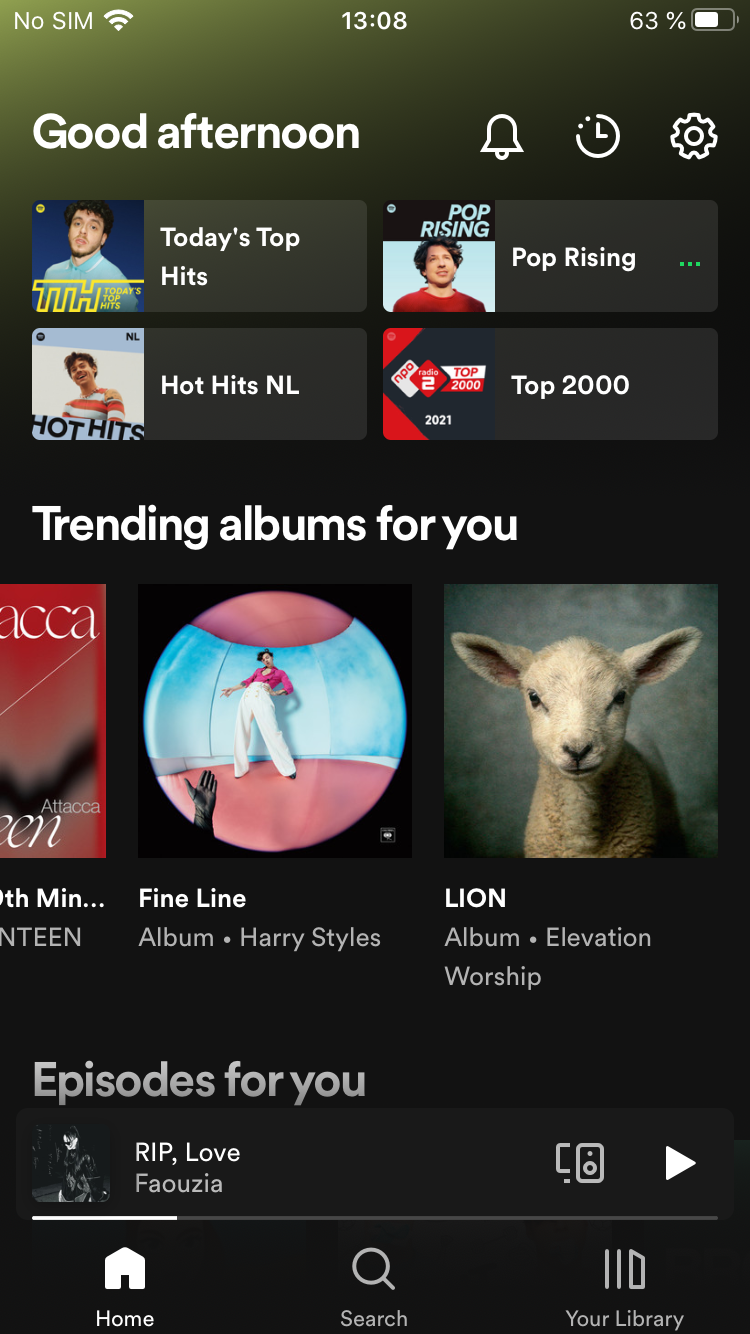 No SIM 13:08 63 %
Good afternoon
TTH TODAY'S TOP HITS
Today's Top
Hits
POP
RISING
Pop Rising
...
NL
HOT HITS
Hot Hits NL
npo radio 2 TOP 2000
2021
Top 2000
Trending albums for you
acca
Attacca
een
th Min...
NTEEN
Fine Line
Album • Harry Styles
LION
Album • Elevation
Worship
Episodes for you
RIP, Love
Faouzia
Home Search Your Library